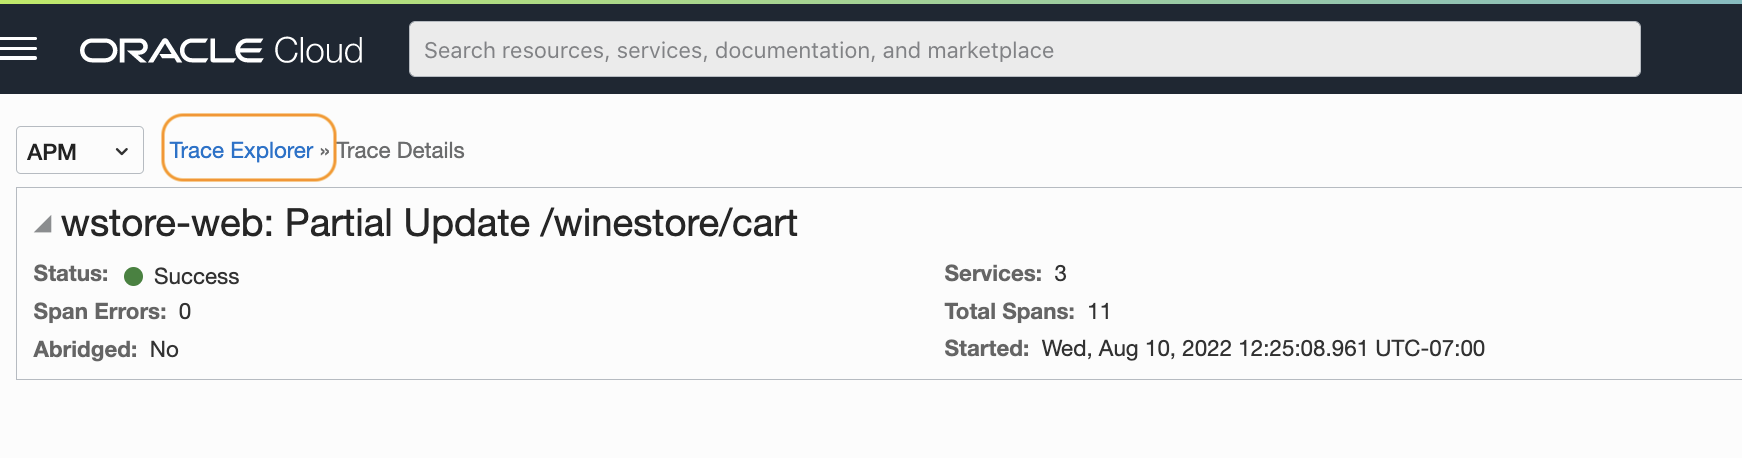 ORACLE Cloud
Search resources, services, documentation, and marketplace
APM
Trace Explorer » Trace Details
wstore-web: Partial Update /winestore/cart
Status: Success
Span Errors: 0
Abridged: No
Services: 3
Total Spans: 11
Started: Wed, Aug 10, 2022 12:25:08.961 UTC-07:00